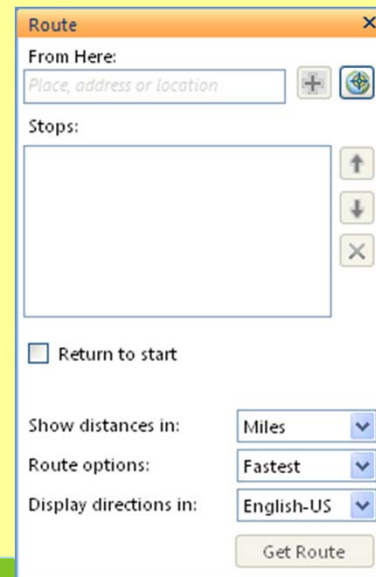 Route
From Here:
Place, address or location
Stops:
Return to start
Show distances in: Miles
Route options: Fastest
Display directions in: English-US
Get Route